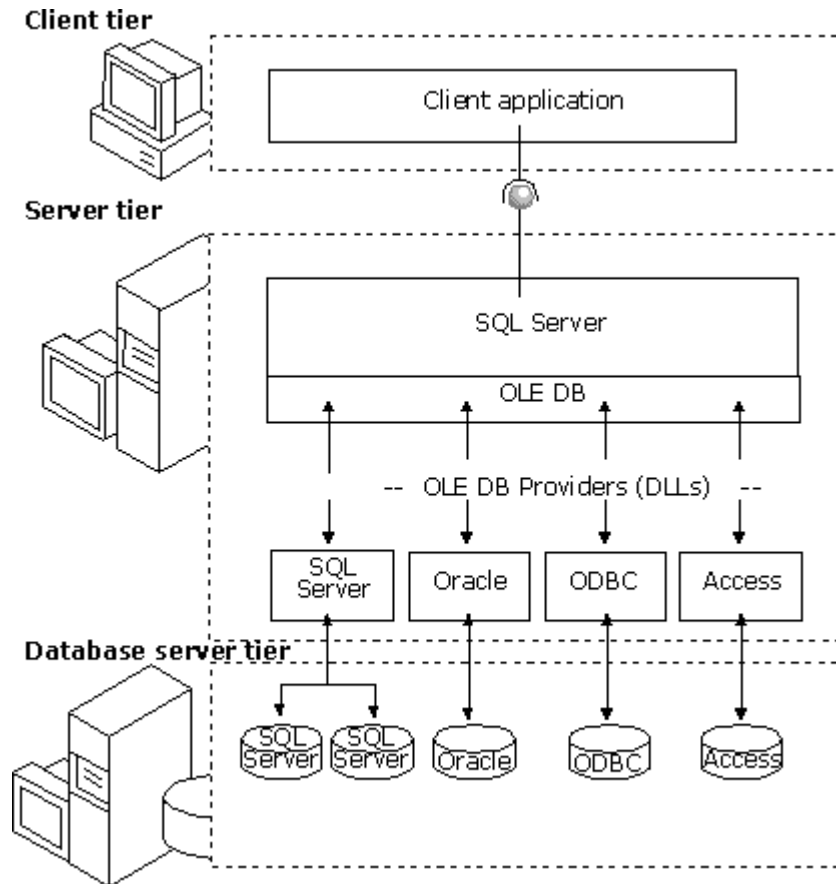 Client tier
Client application
Server tier
SQL Server
OLE DB
-- OLE DB Providers (DLLs) --
SQL
Server
Oracle
ODBC
Access
Database server tier
SQL
Server
SQL
Server
Oracle
ODBC
Access